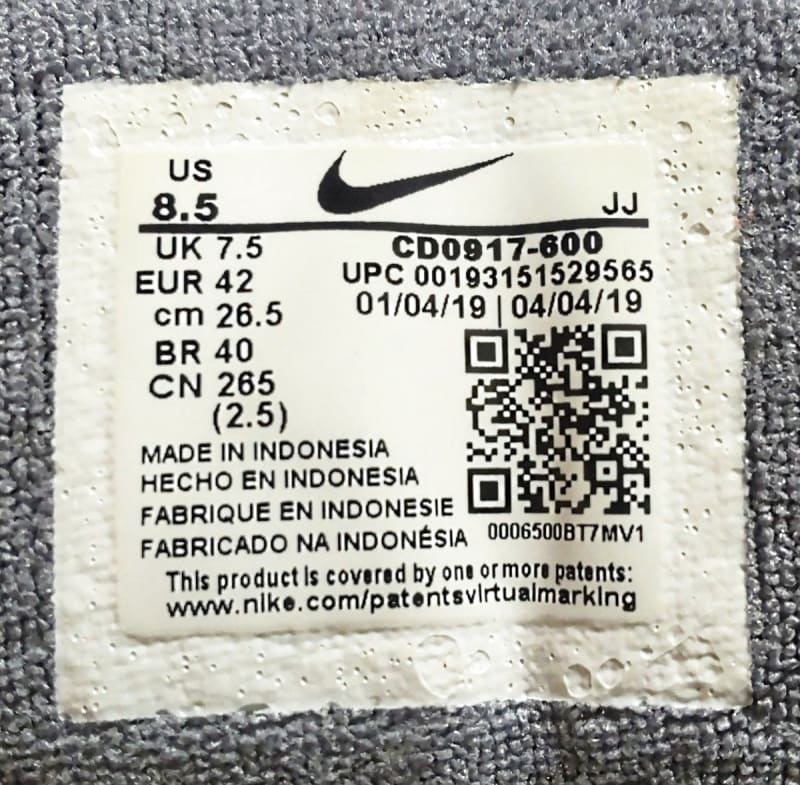 US
8.5
JJ
UK 7.5
CD0917-600
EUR 42
UPC 00193151529565
cm 26.5
01/04/19 | 04/04/19
BR 40
CN 265
(2.5)
MADE IN INDONESIA
HECHO EN INDONESIA
FABRIQUE EN INDONESIE
FABRICADO NA INDONÉSIA
0006500BT7MV1
This product is covered by one or more patents:
www.nike.com/patentsvirtualmarking